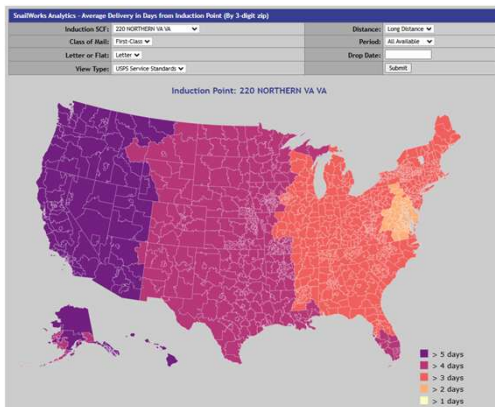 SnailWorks Analytics - Average Delivery in Days from Induction Point (By 3-digit zip)
Induction SCF: 220 NORTHERN VA VA Distance: Long Distance
Class of Mail: First-Class Period: All Available
Letter or Flat: Letter Drop Date:
View Type: USPS Service Standards Submit
Induction Point: 220 NORTHERN VA VA
> 5 days
> 4 days
> 3 days
> 2 days
> 1 days